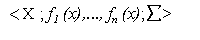 <X ; f₁ (x),..., fₙ (x);∑>